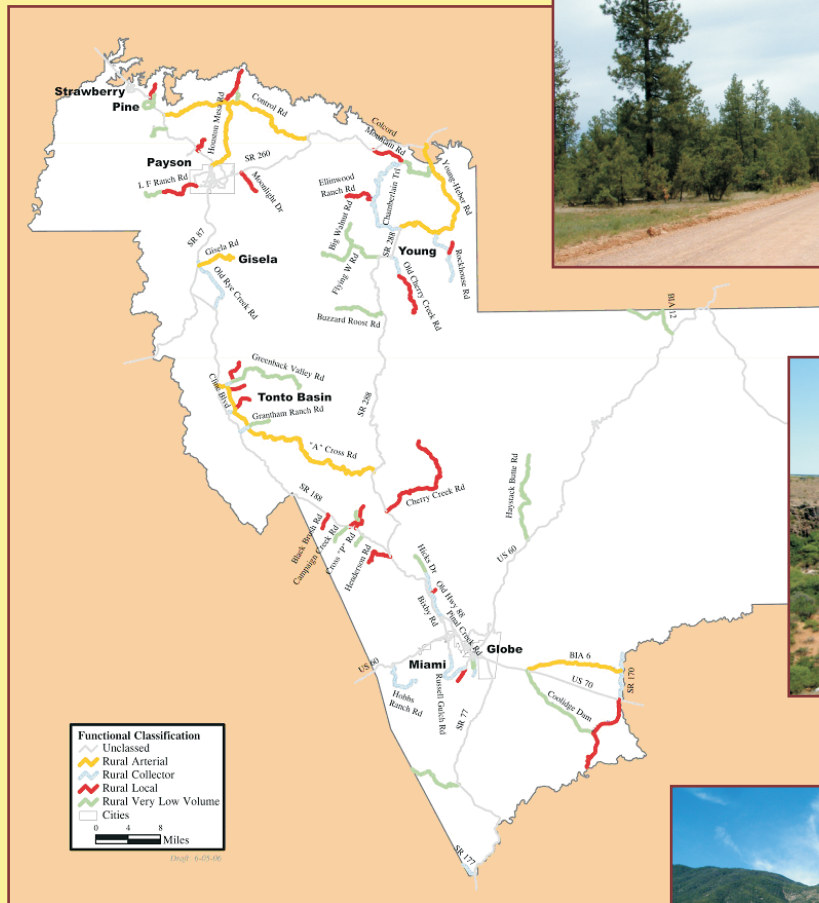 Strawberry
Pine
Houston Mesa Rd
Control Rd
Payson
SR 260
L F Ranch Rd
Moonlight Dr
Colcord
Mountain Rd
Young-Heber Rd
Ellinwood
Ranch Rd
Chamberlain Trl
Big Walnut Rd
SR 288
Young
Flying W Rd
Rockhouse Rd
Old Cherry Creek Rd
SR 87
Gisela Rd
Gisela
Old Rye Creek Rd
Buzzard Roost Rd
BIA 12
Greenback Valley Rd
Cline Blvd
Tonto Basin
Grantham Ranch Rd
SR 288
"A" Cross Rd
SR 188
Cherry Creek Rd
Haystack Butte Rd
Black Brush Rd
Campaign Creek Rd
Cross "P" Rd
Henderson Rd
US 60
Hicks Dr
Old Hwy 88
Bixby Rd
Pinal Creek Rd
Globe
Miami
US 60
BIA 6
US 70
SR 170
Hobbs
Ranch Rd
Russell Gulch Rd
Coolidge Dam
SR 77
SR 177
Functional Classification
Unclassed
Rural Arterial
Rural Collector
Rural Local
Rural Very Low Volume
Cities
0 4 8
Miles
Draft 6-05-06